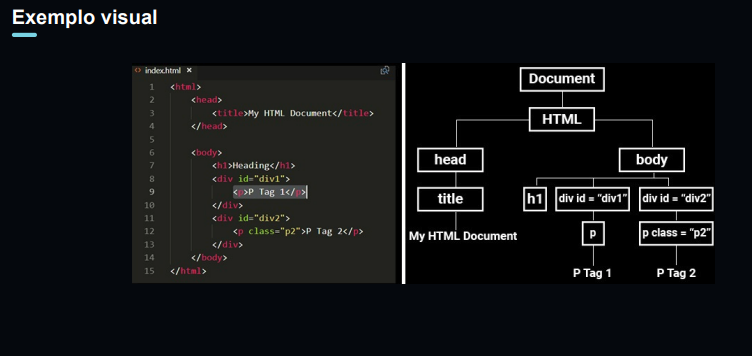 Exemplo visual
index.html ×
1 <html>
2 <head>
3 <title>My HTML Document</title>
4 </head>
5
6 <body>
7 <h1>Heading</h1>
8 <div id="div1">
9 <p>P Tag 1</p>
10 </div>
11 <div id="div2">
12 <p class="p2">P Tag 2</p>
13 </div>
14 </body>
15 </html>
Document
HTML
head body
title h1 div id = "div1" div id = "div2"
My HTML Document p p class = "p2"
P Tag 1 P Tag 2